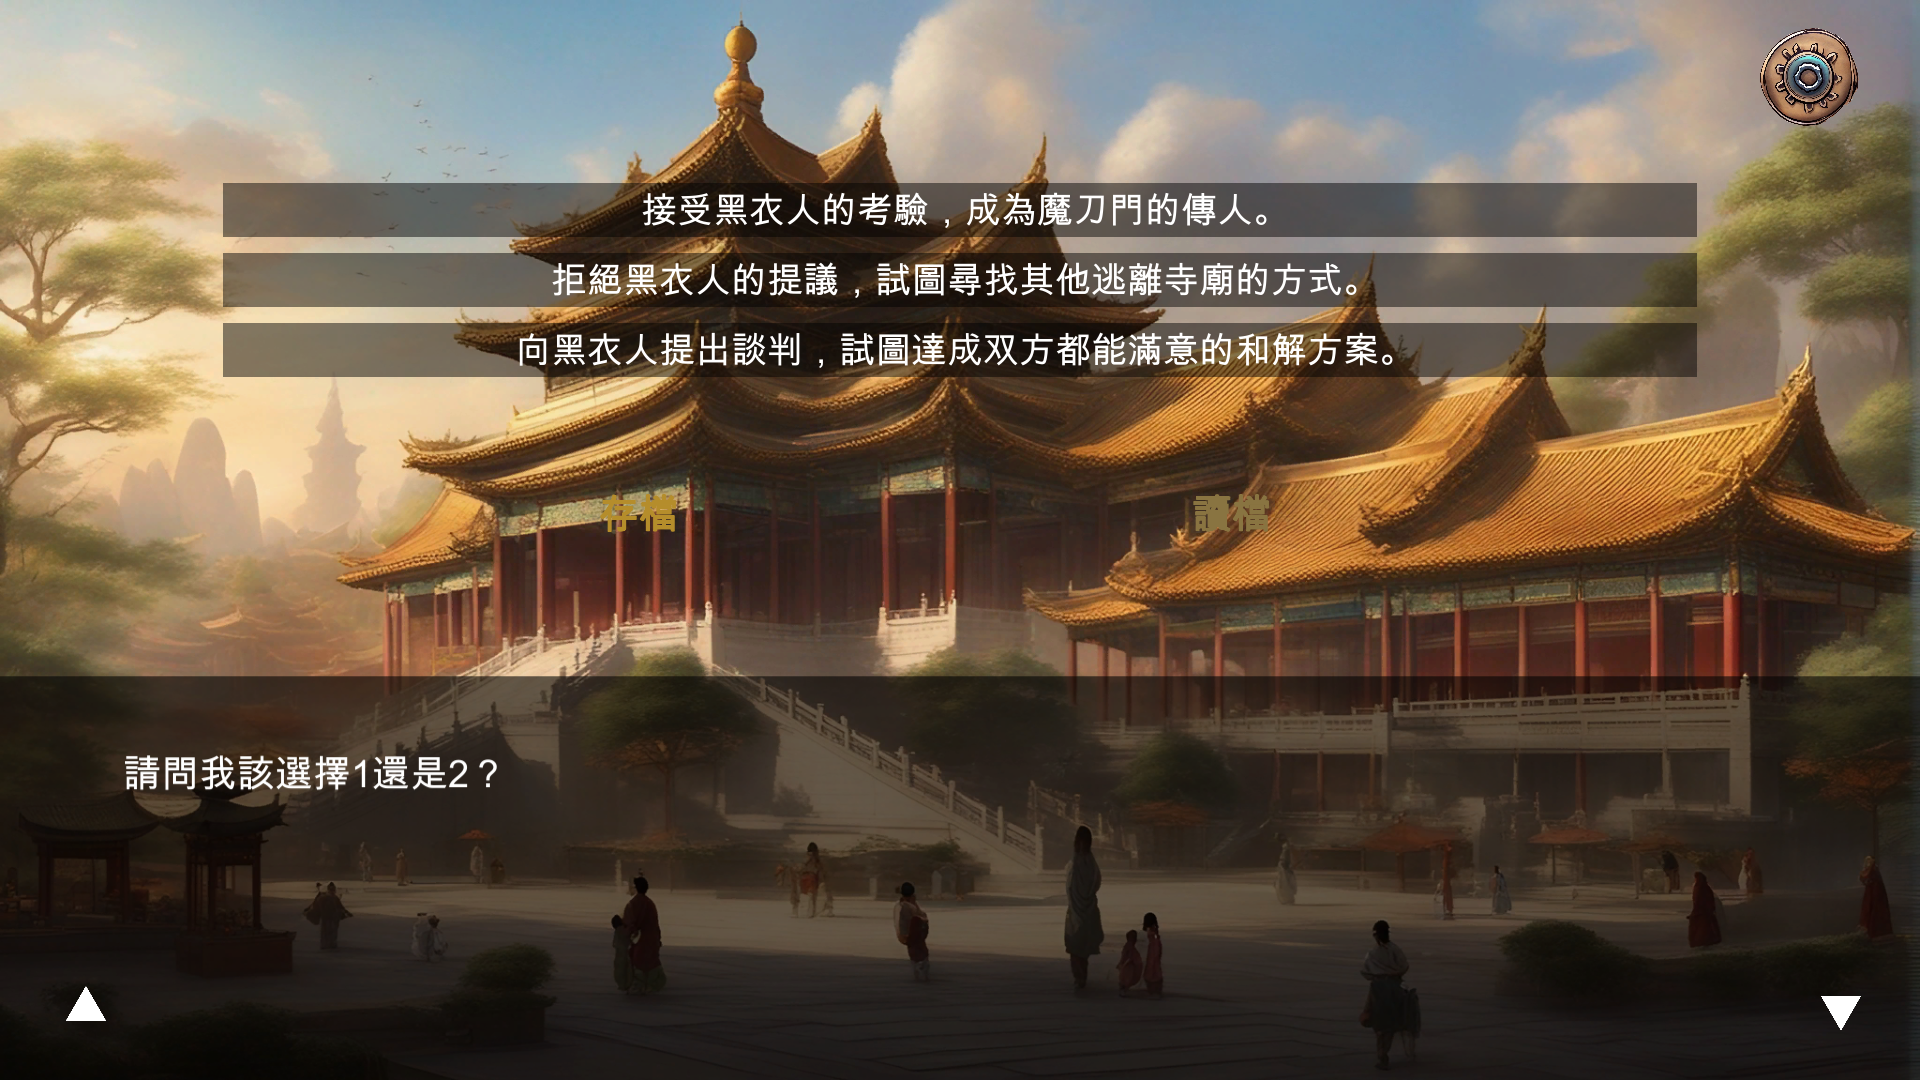 接受黑衣人的考驗，成為魔刀門的傳人。
拒絕黑衣人的提議，試圖尋找其他逃離寺廟的方式。
向黑衣人提出談判，試圖達成双方都能滿意的和解方案。
存檔
讀檔
請問我該選擇1還是2？